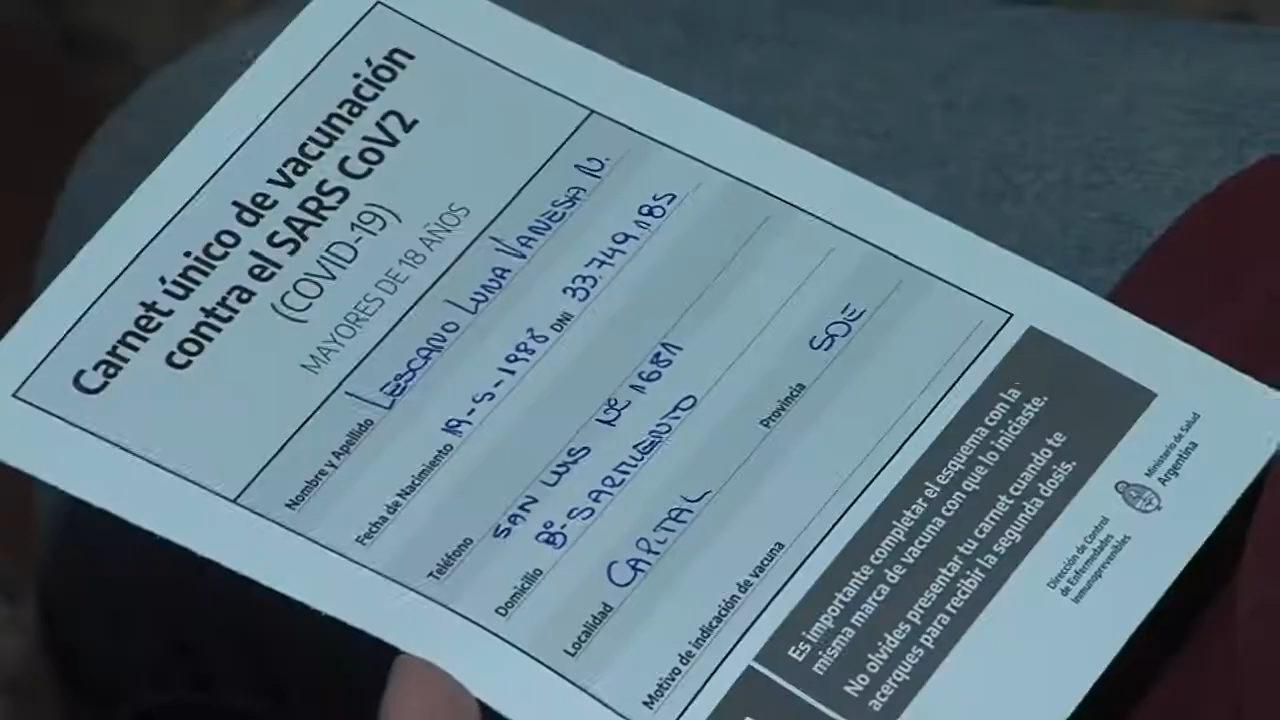 Carnet único de vacunación
contra el SARS CoV2
(COVID-19)
MAYORES DE 18 AÑOS
Nombre y Apellido LESCANO LUNA VANESA N.
Fecha de Nacimiento 19-5-1988 DNI 33.749.185
Teléfono
SAN LUIS Nº 1681
Domicilio Bº- SARMIENTO
Localidad CAPITAL Provincia SDE
Motivo de indicación de vacuna
Es importante completar el esquema con la
misma marca de vacuna con que lo iniciaste.
No olvides presentar tu carnet cuando te
acerques para recibir la segunda dosis.
Dirección de Control
de Enfermedades
Inmunoprevenibles
Ministerio de Salud
Argentina